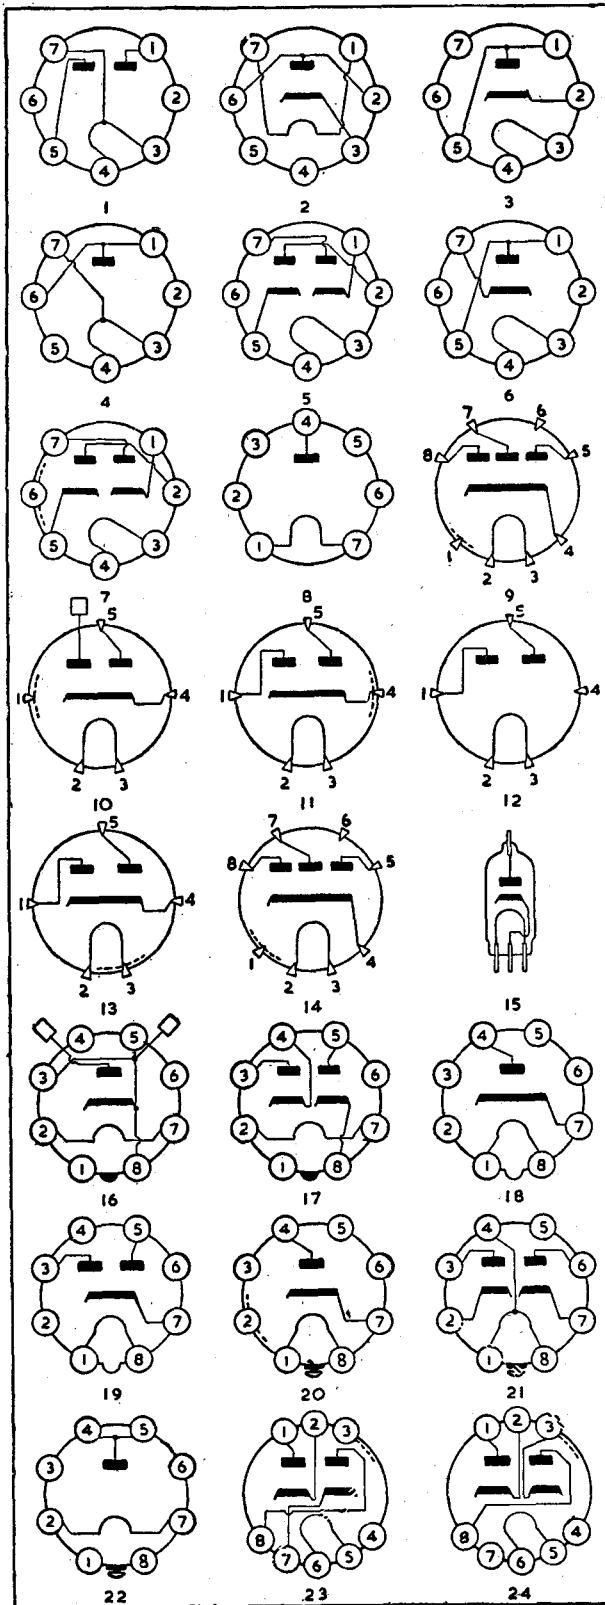 7 1 7 1 7 1
6 2 6 2 6 2
5 4 3 5 4 3 5 4 3
1 2 3
7 1 7 1 7 1
6 2 6 2 6 2
5 4 3 5 4 3 5 4 3
4 5 6
7 1 4 7 6
6 2 3 5 8 5
5 4 3 2 6 1 4
1 7 2 3
7 8 9
5 5 5
1 4 1 4 1 4
2 3 2 3 2 3
10 11 12
5 7 6
1 4 8 5
2 3 1 2 3 4
13 14 15
4 5 4 5 4 5
3 6 3 6 3 6
2 7 2 7 2 7
1 8 1 8 1 8
16 17 18
4 5 4 5 4 5
3 6 3 6 3 6
2 7 2 7 2 7
1 8 1 8 1 8
19 20 21
4 5 1 2 3 1 2 3
3 6
2 7 8 4 8 4
1 8 7 6 5 7 6 5
22 23 24